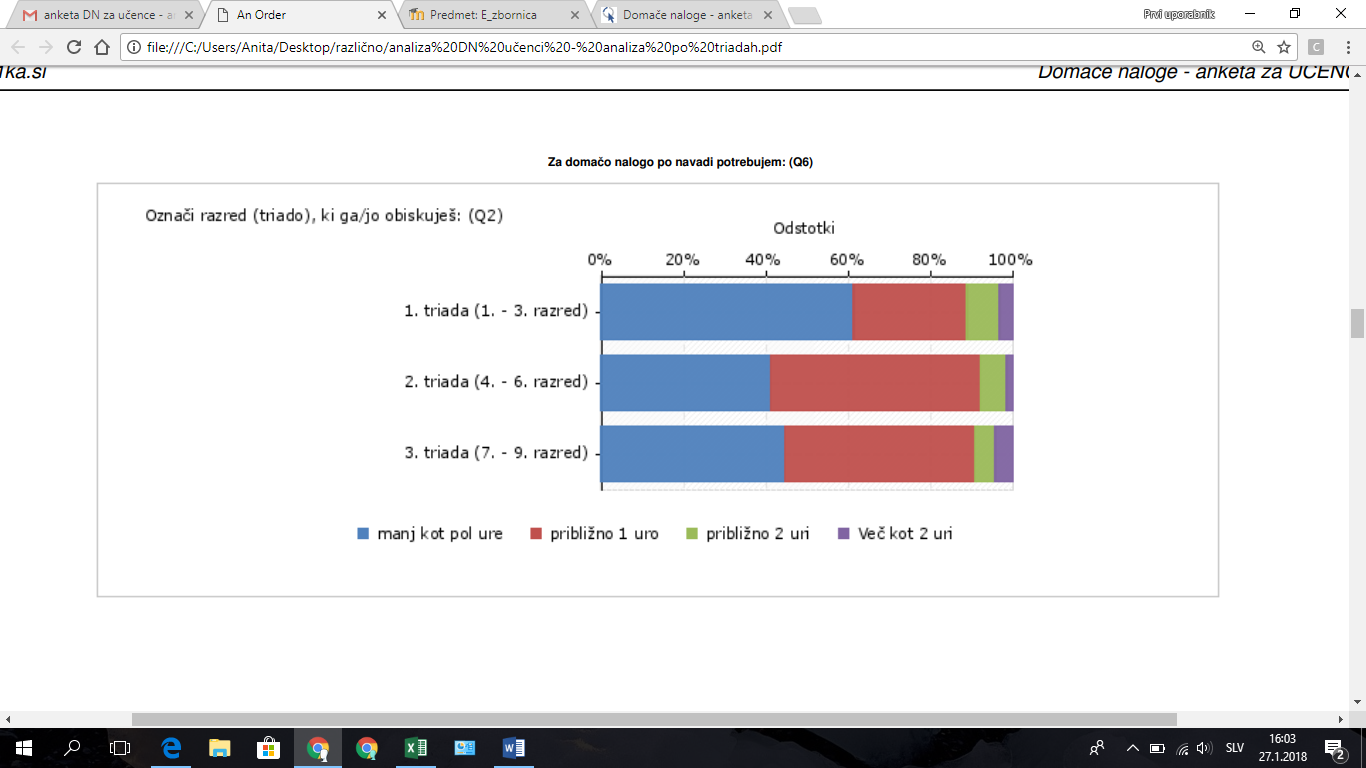 anketa DN za učence - a
An Order
Predmet: E_zbornica
Domače naloge - anketa
Prvi uporabnik
file:///C:/Users/Anita/Desktop/različno/analiza%20DN%20učenci%20-%20analiza%20po%20triadah.pdf
C
1ka.si
Domače naloge - anketa za UČENC
Za domačo nalogo po navadi potrebujem: (Q6)
Označi razred (triado), ki ga/jo obiskuješ: (Q2)
Odstotki
0% 20% 40% 60% 80% 100%
1. triada (1. - 3. razred)
2. triada (4. - 6. razred)
3. triada (7. - 9. razred)
manj kot pol ure približno 1 uro približno 2 uri Več kot 2 uri
SLV
16:03
27.1.2018
2